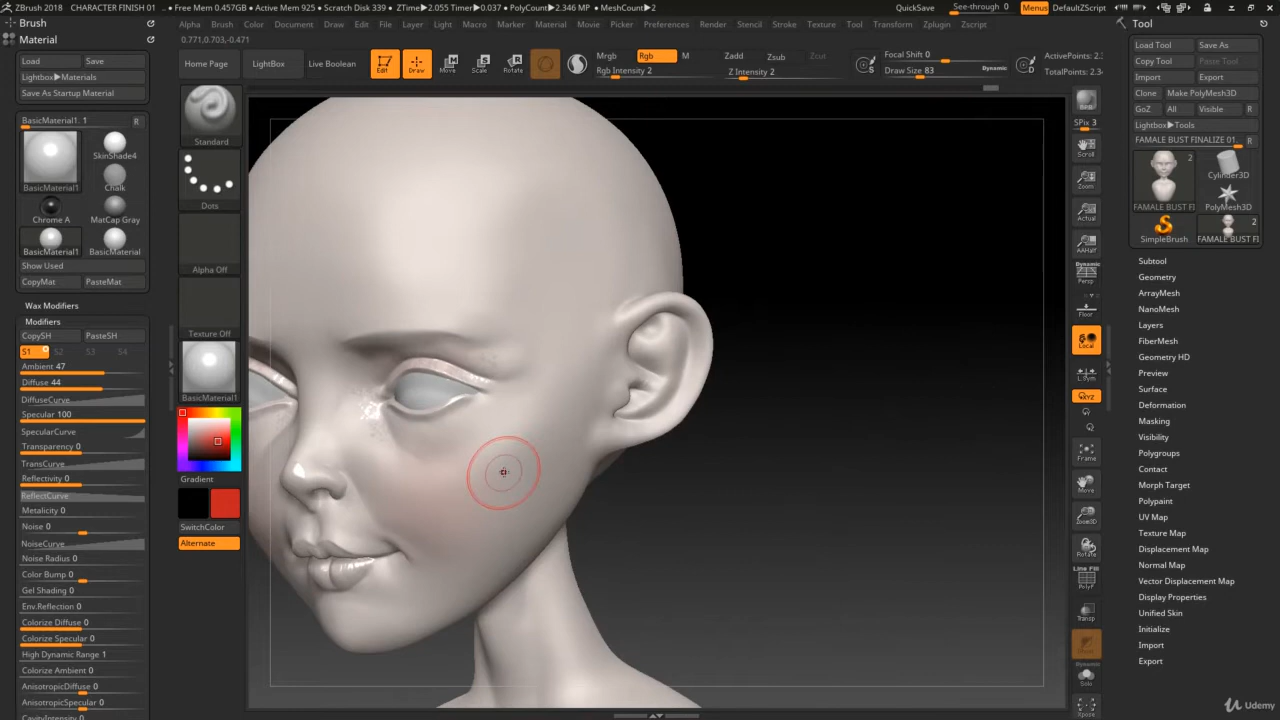 ZBrush 2018 CHARACTER FINISH 01 .. • Free Mem 0.457GB • Active Mem 925 • Scratch Disk 339 • ZTime▶2.055 Timer▶0.037 • PolyCount▶2.346 MP • MeshCount▶2 QuickSave See-through 0 Menus DefaultZScript
Brush Alpha Brush Color Document Draw Edit File Layer Light Macro Marker Material Movie Picker Preferences Render Stencil Stroke Texture Tool Transform Zplugin Zscript Tool
Material
0.771,0.703,-0.471
Load Save
Lightbox▶Materials
Save As Startup Material
Home Page LightBox Live Boolean Edit Draw Move Scale Rotate
Mrgb Rgb M
Rgb Intensity 2
Zadd Zsub Zcut
Z Intensity 2
Focal Shift 0
Draw Size 83 Dynamic
S
D
ActivePoints: 2.3
TotalPoints: 2.3
Load Tool Save As
Copy Tool Paste Tool
Import Export
Clone Make PolyMesh3D
GoZ All Visible R
Lightbox▶Tools
FAMALE BUST FINALIZE 01. R
2
Cylinder3D
FAMALE BUST FI PolyMesh3D
2
SimpleBrush FAMALE BUST FI
BasicMaterial1. 1 R
SkinShade4
BasicMaterial1 Chalk
Chrome A MatCap Gray
BasicMaterial1 BasicMaterial
Show Used
CopyMat PasteMat
Wax Modifiers
Modifiers
CopySH PasteSH
S1 S2 S3 S4
Ambient 47
Diffuse 44
DiffuseCurve
Specular 100
SpecularCurve
Transparency 0
TransCurve
Reflectivity 0
ReflectCurve
Metalicity 0
Noise 0
NoiseCurve
Noise Radius 0
Color Bump 0
Gel Shading 0
Env.Reflection 0
Colorize Diffuse 0
Colorize Specular 0
High Dynamic Range 1
Colorize Ambient 0
AnisotropicDiffuse 0
AnisotropicSpecular 0
CavityIntensity 0
Standard
Dots
Alpha Off
Texture Off
BasicMaterial1
Gradient
SwitchColor
Alternate
BPR
SPix 3
Scroll
Zoom
Actual
AAHalf
Dynamic
Persp
Floor
Local
L.Sym
XYZ
Frame
Move
Zoom3D
Rotate
Line Fill
PolyF
Transp
Dynamic
Solo
Xpose
Subtool
Geometry
ArrayMesh
NanoMesh
Layers
FiberMesh
Geometry HD
Preview
Surface
Deformation
Masking
Visibility
Polygroups
Contact
Morph Target
Polypaint
UV Map
Texture Map
Displacement Map
Normal Map
Vector Displacement Map
Display Properties
Unified Skin
Initialize
Import
Export
Udemy